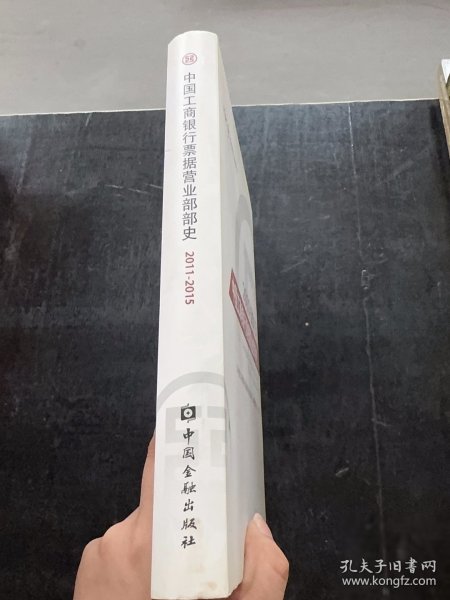 中国工商银行票据营业部部史
2011-2015
中国金融出版社
孔夫子旧书网
www.kongfz.com